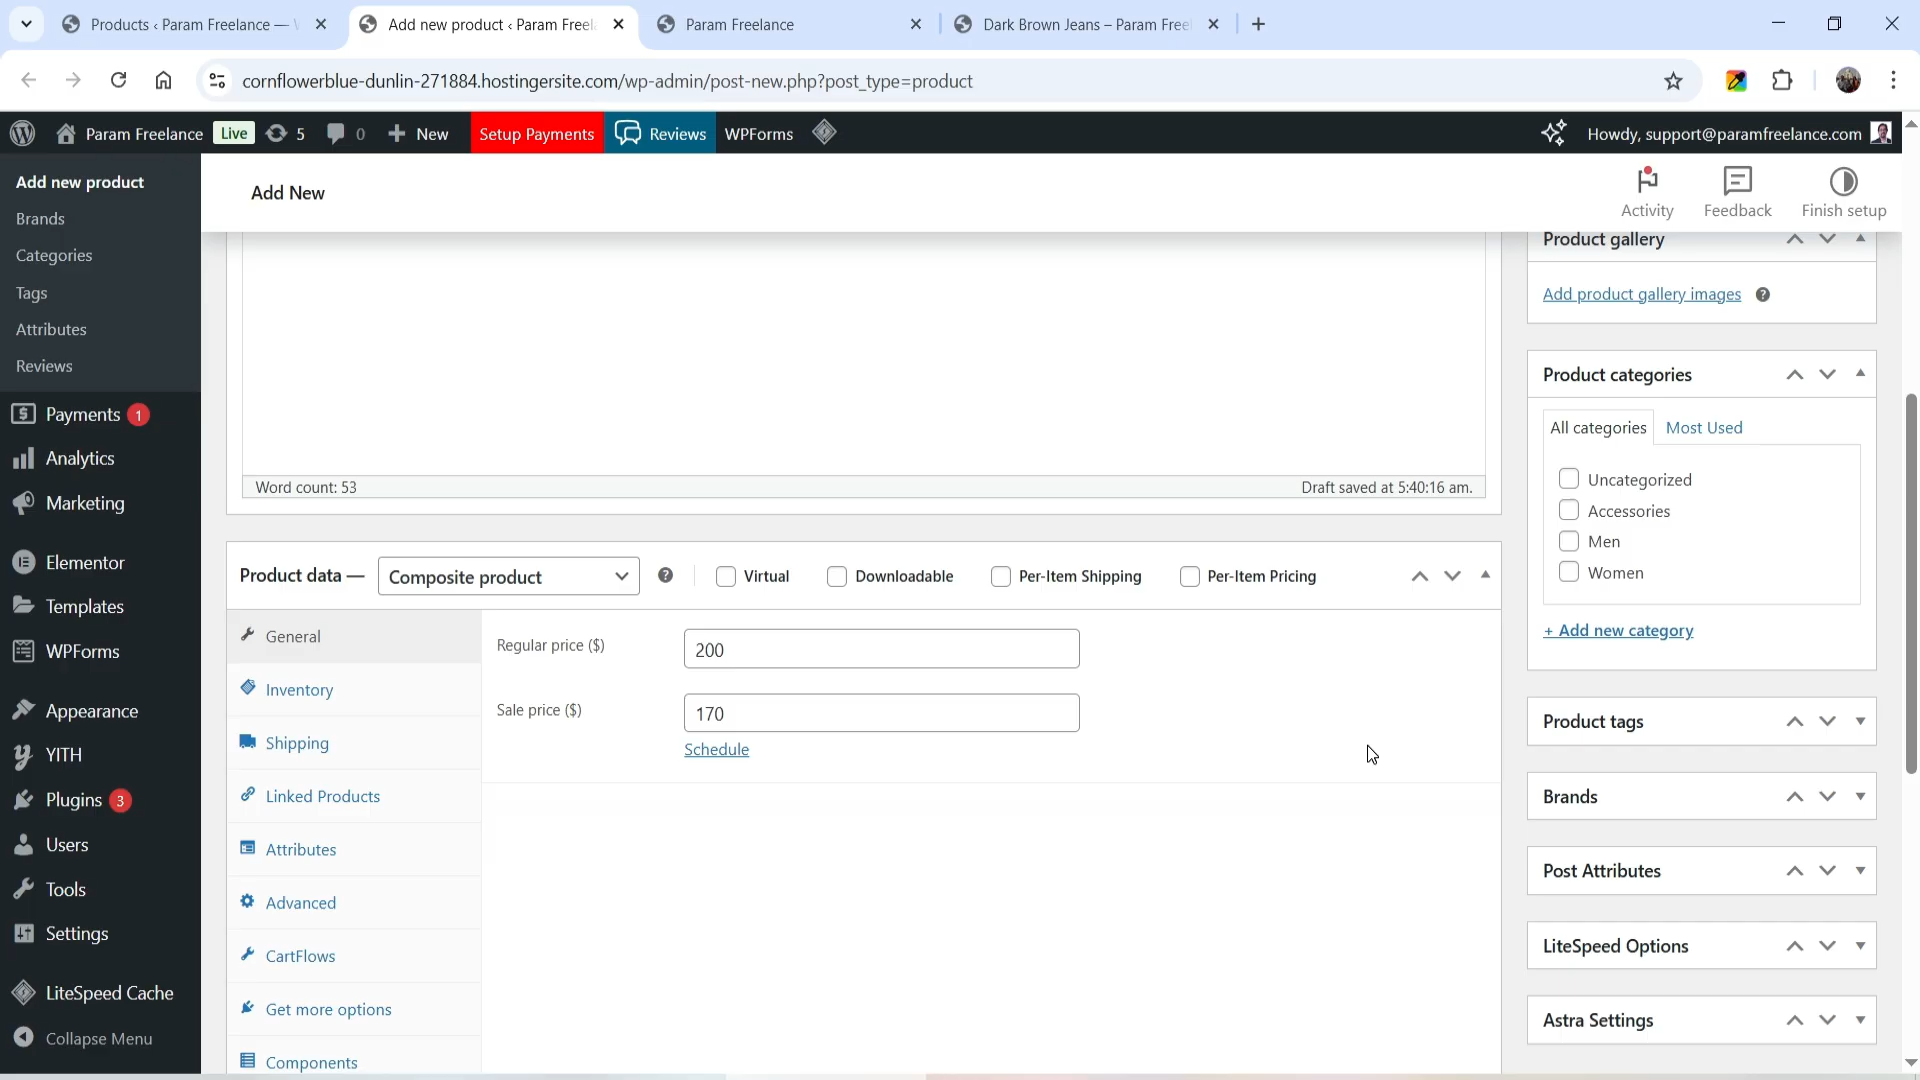 Products ‹ Param Freelance —
Add new product ‹ Param Freel
Param Freelance
Dark Brown Jeans – Param Free
cornflowerblue-dunlin-271884.hostingersite.com/wp-admin/post-new.php?post_type=product
Param Freelance Live 5 0 New Setup Payments Reviews WPForms Howdy, support@paramfreelance.com
Add new product
Brands
Categories
Tags
Attributes
Reviews
Payments 1
Analytics
Marketing
Elementor
Templates
WPForms
Appearance
YITH
Plugins 3
Users
Tools
Settings
LiteSpeed Cache
Collapse Menu
Add New
Activity
Feedback
Finish setup
Word count: 53
Draft saved at 5:40:16 am.
Product data — Composite product Virtual Downloadable Per-Item Shipping Per-Item Pricing
General
Inventory
Shipping
Linked Products
Attributes
Advanced
CartFlows
Get more options
Components
Regular price ($) 200
Sale price ($) 170
Schedule
Product gallery
Add product gallery images
Product categories
All categories Most Used
Uncategorized
Accessories
Men
Women
+ Add new category
Product tags
Brands
Post Attributes
LiteSpeed Options
Astra Settings